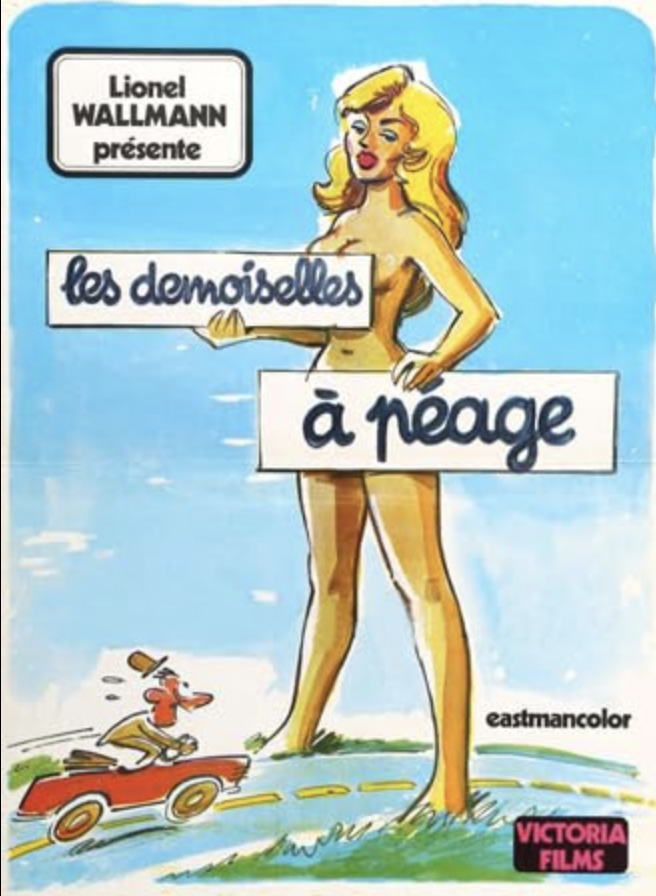 Lionel
WALLMANN
présente
les demoiselles
à péage
eastmancolor
VICTORIA
FILMS